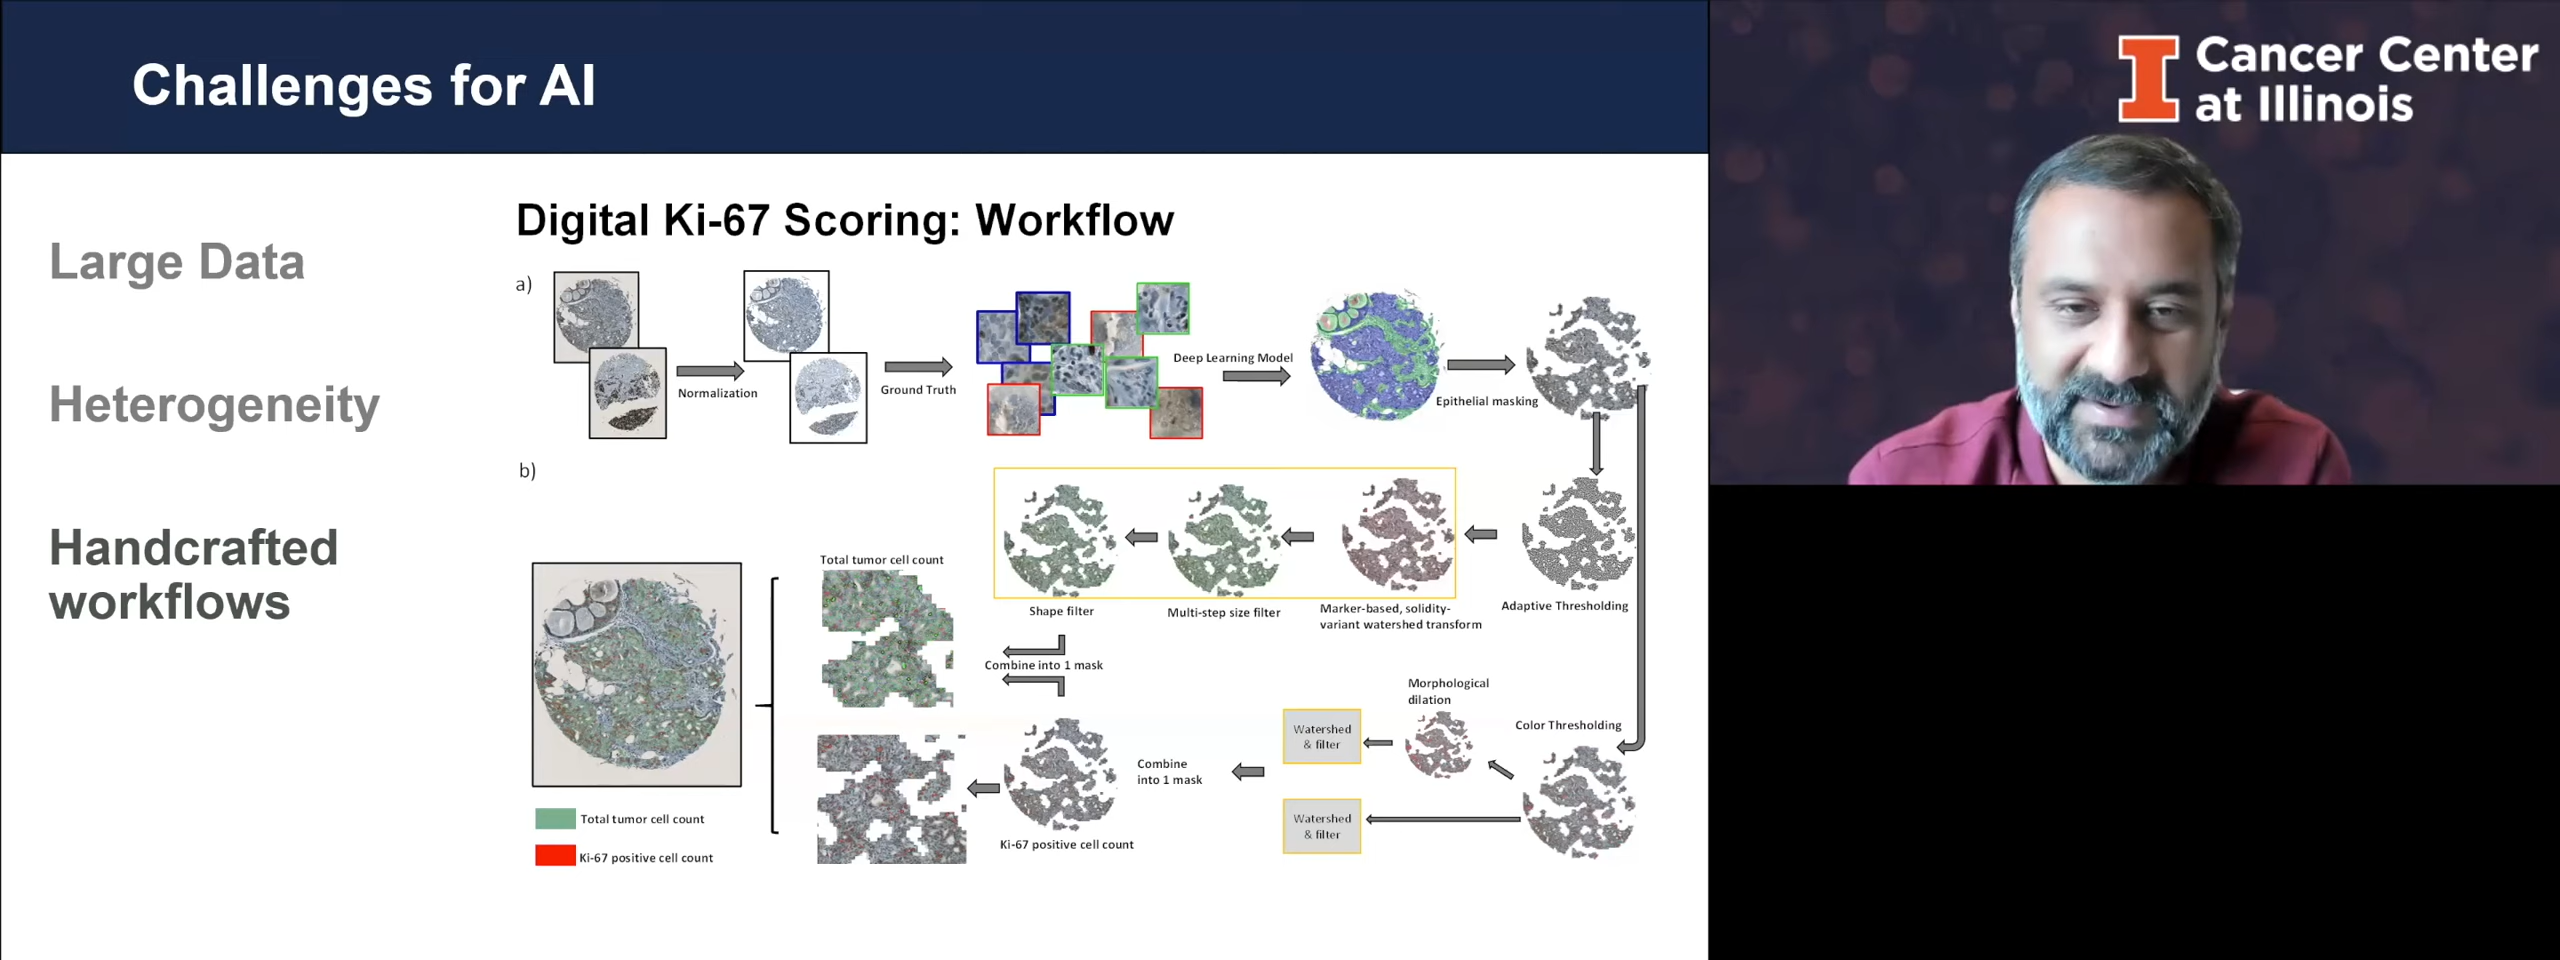 Challenges for AI
Cancer Center
at Illinois
Large Data
Heterogeneity
Handcrafted
workflows
Digital Ki-67 Scoring: Workflow
a)
Normalization
Ground Truth
Deep Learning Model
Epithelial masking
b)
Shape filter
Multi-step size filter
Marker-based, solidity-
variant watershed transform
Adaptive Thresholding
Total tumor cell count
Combine into 1 mask
Morphological
dilation
Color Thresholding
Watershed
& filter
Combine
into 1 mask
Watershed
& filter
Ki-67 positive cell count
Total tumor cell count
Ki-67 positive cell count